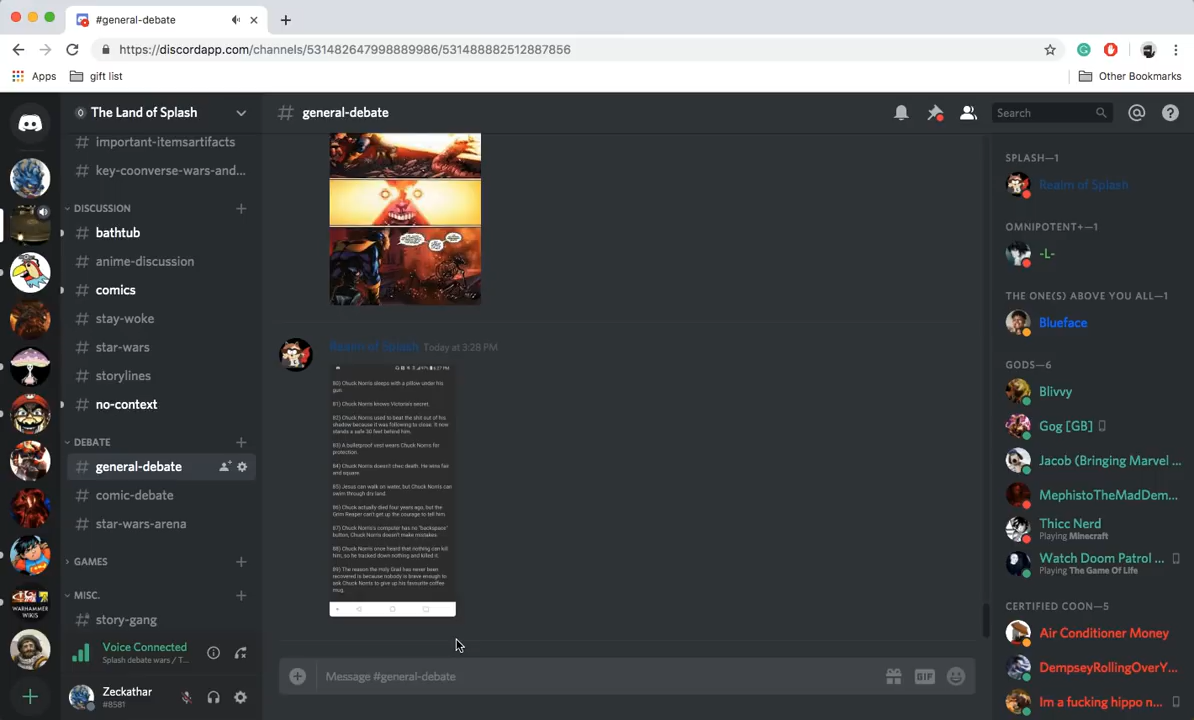 #general-debate
https://discordapp.com/channels/531482647998889986/531488882512887856
Apps
gift list
Other Bookmarks
The Land of Splash
# general-debate
Search
# important-itemsartifacts
# key-coonverse-wars-and...
DISCUSSION
# bathtub
# anime-discussion
# comics
# stay-woke
# star-wars
# storylines
# no-context
DEBATE
# general-debate
# comic-debate
# star-wars-arena
GAMES
MISC.
# story-gang
WARHAMMER
WIKIS
Voice Connected
Splash debate wars / T...
Zeckathar
#8581
Realm of Splash Today at 3:28 PM
80) Chuck Norris sleeps with a pillow under his
gun.
81) Chuck Norris knows Victoria's secret.
82) Chuck Norris used to beat the shit out of his
shadow because it was following to close. It now
stands a safe 30 feet behind him.
83) A bulletproof vest wears Chuck Norris for
protection.
84) Chuck Norris doesn't cheat death. He wins fair
and square.
85) Jesus can walk on water, but Chuck Norris can
swim through dry land.
86) Chuck actually died four years ago, but the
Grim Reaper can't get up the courage to tell him.
87) Chuck Norris's computer has no "backspace"
button, Chuck Norris doesn't make mistakes.
88) Chuck Norris once heard that nothing can kill
him, so he tracked down nothing and killed it.
89) The reason the Holy Grail has never been
recovered is because nobody is brave enough to
ask Chuck Norris to give up his favourite coffee
mug.
Message #general-debate
GIF
SPLASH—1
Realm of Splash
OMNIPOTENT+—1
-L-
THE ONE(S) ABOVE YOU ALL—1
Blueface
GODS—6
Blivvy
Gog [GB]
Jacob (Bringing Marvel ...
MephistoTheMadDem...
Thicc Nerd
Playing Minecraft
Watch Doom Patrol ...
Playing The Game Of Life
CERTIFIED COON—5
Air Conditioner Money
DempseyRollingOverY...
Im a fucking hippo n...